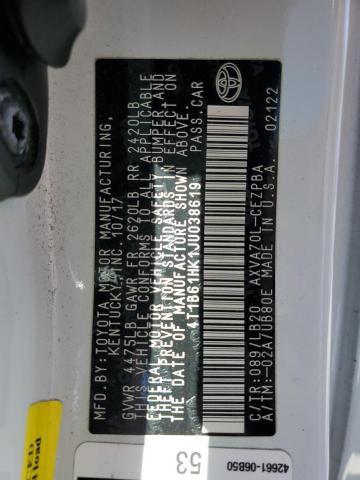 MFD. BY: TOYOTA MOTOR MANUFACTURING,
KENTUCKY, INC. 10/17
GVWR 4475LB GAWR FR 2620LB RR 2420LB
THIS VEHICLE CONFORMS TO ALL APPLICABLE
FEDERAL MOTOR VEHICLE SAFETY, BUMPER AND
THEFT PREVENTION STANDARDS IN EFFECT ON
THE DATE OF MANUFACTURE SHOWN ABOVE.
4T1B61HK1JU038619 PASS.CAR
C/TR: 089/LB20 AXVA70L-CEZPBA
A/TM: -02A/UB80E U.S.A. 02122
53
42661-06B50